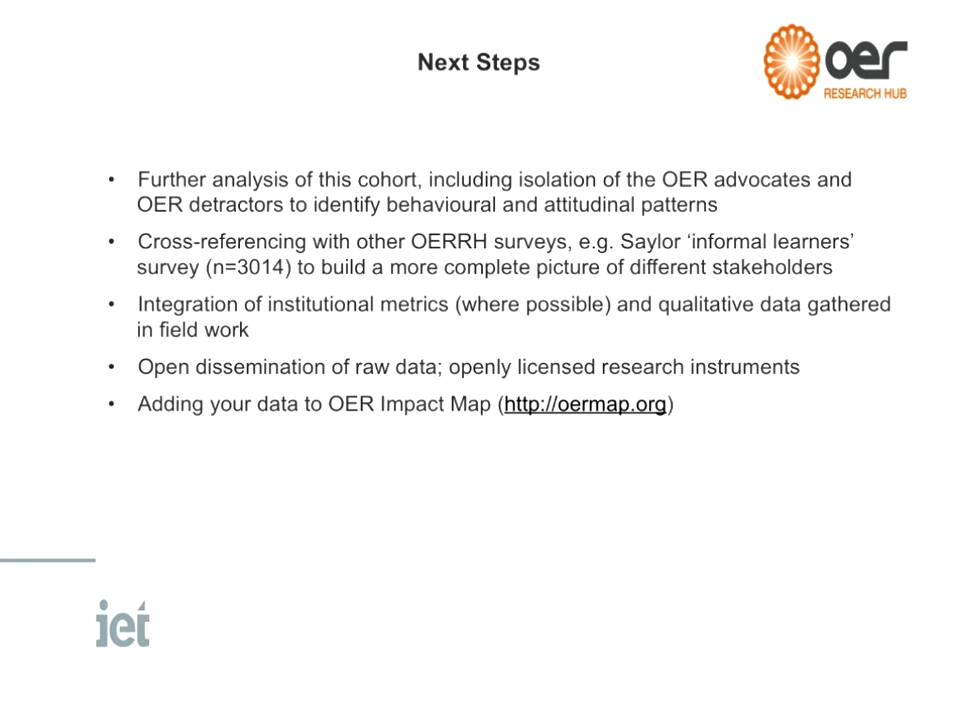 Next Steps
oer
RESEARCH HUB
• Further analysis of this cohort, including isolation of the OER advocates and
OER detractors to identify behavioural and attitudinal patterns
• Cross-referencing with other OERRH surveys, e.g. Saylor ‘informal learners’
survey (n=3014) to build a more complete picture of different stakeholders
• Integration of institutional metrics (where possible) and qualitative data gathered
in field work
• Open dissemination of raw data; openly licensed research instruments
• Adding your data to OER Impact Map (http://oermap.org)
iet